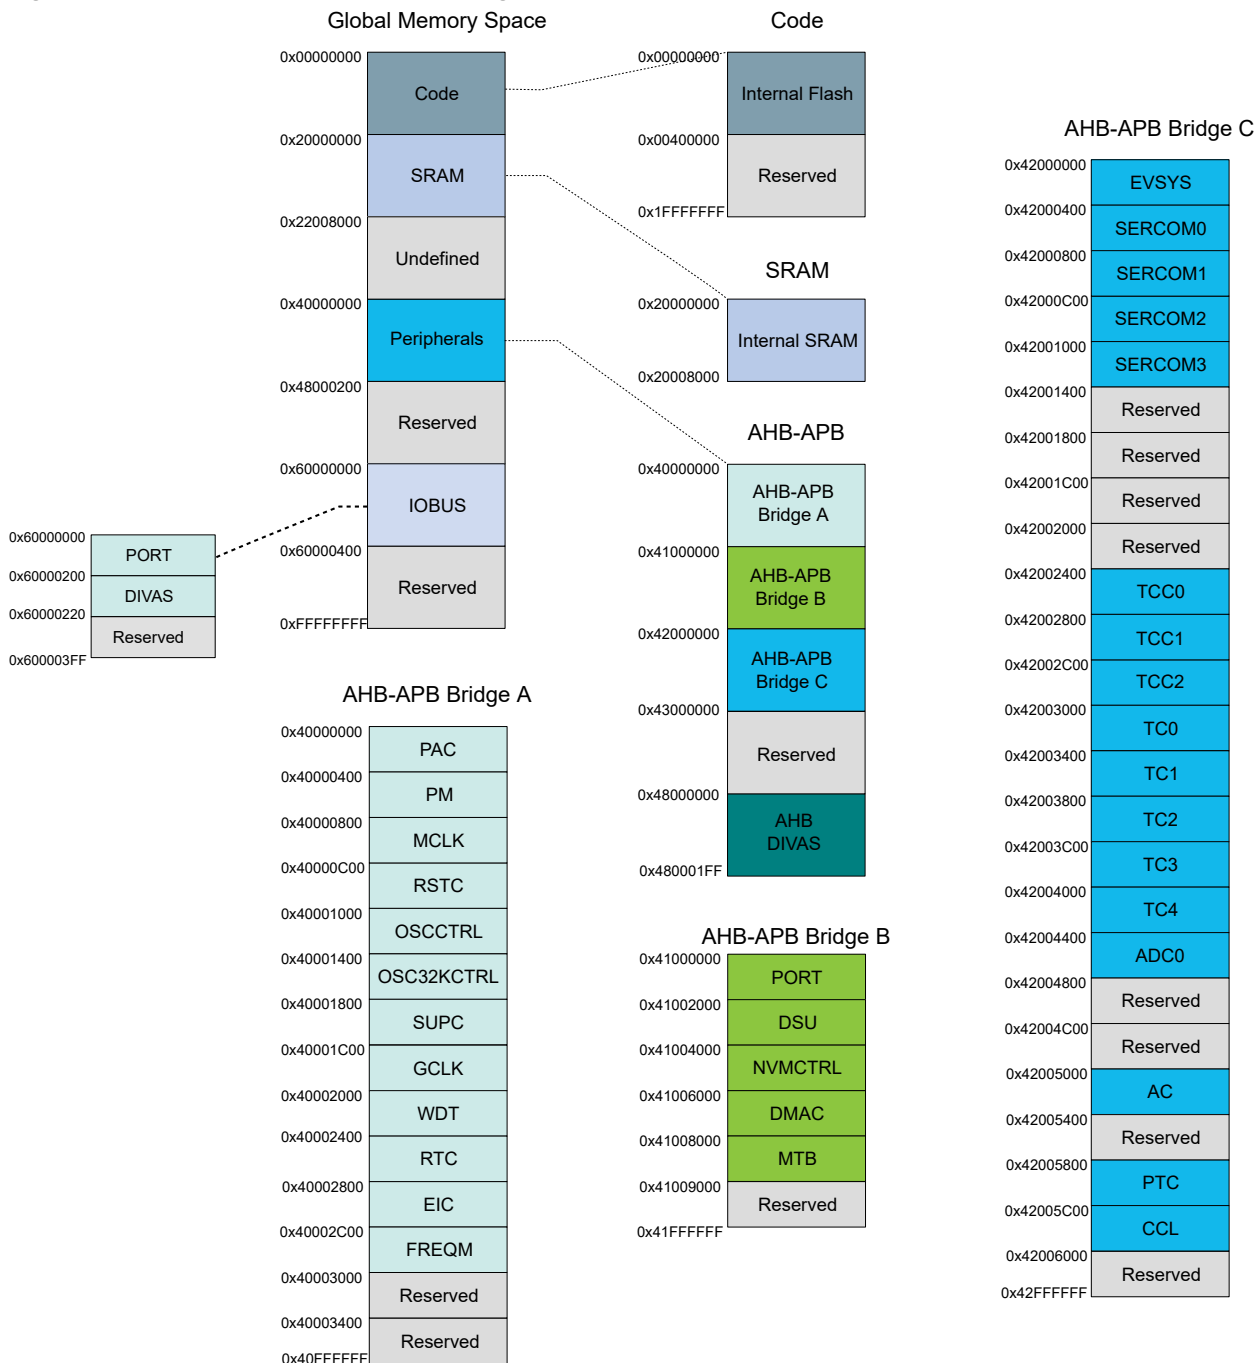 Global Memory Space
0x00000000
Code
0x20000000
SRAM
0x22008000
Undefined
0x40000000
Peripherals
0x48000200
Reserved
0x60000000
IOBUS
0x60000400
Reserved
0xFFFFFFFF
0x60000000
PORT
0x60000200
DIVAS
0x60000220
Reserved
0x600003FF
Code
0x00000000
Internal Flash
0x00400000
Reserved
0x1FFFFFFF
SRAM
0x20000000
Internal SRAM
0x20008000
AHB-APB
0x40000000
AHB-APB
Bridge A
0x41000000
AHB-APB
Bridge B
0x42000000
AHB-APB
Bridge C
0x43000000
Reserved
0x48000000
AHB
DIVAS
0x480001FF
AHB-APB Bridge A
0x40000000
PAC
0x40000400
PM
0x40000800
MCLK
0x40000C00
RSTC
0x40001000
OSCCTRL
0x40001400
OSC32KCTRL
0x40001800
SUPC
0x40001C00
GCLK
0x40002000
WDT
0x40002400
RTC
0x40002800
EIC
0x40002C00
FREQM
0x40003000
Reserved
0x40003400
Reserved
0x40FFFFFF
AHB-APB Bridge B
0x41000000
PORT
0x41002000
DSU
0x41004000
NVMCTRL
0x41006000
DMAC
0x41008000
MTB
0x41009000
Reserved
0x41FFFFFF
AHB-APB Bridge C
0x42000000
EVSYS
0x42000400
SERCOM0
0x42000800
SERCOM1
0x42000C00
SERCOM2
0x42001000
SERCOM3
0x42001400
Reserved
0x42001800
Reserved
0x42001C00
Reserved
0x42002000
Reserved
0x42002400
TCC0
0x42002800
TCC1
0x42002C00
TCC2
0x42003000
TC0
0x42003400
TC1
0x42003800
TC2
0x42003C00
TC3
0x42004000
TC4
0x42004400
ADC0
0x42004800
Reserved
0x42004C00
Reserved
0x42005000
AC
0x42005400
Reserved
0x42005800
PTC
0x42005C00
CCL
0x42006000
Reserved
0x42FFFFFF